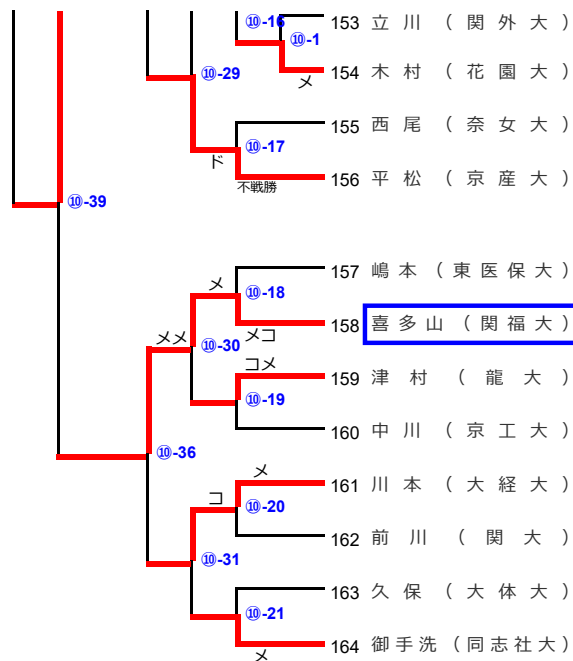 ⑩-16
153 立川（関外大）
⑩-1
154 木村（花園大）
メ
⑩-29
155 西尾（奈女大）
⑩-17
ド
156 平松（京産大）
不戦勝
⑩-39
157 嶋本（東医保大）
メ
⑩-18
158 喜多山（関福大）
メコ
メメ
⑩-30
コメ
159 津村（龍大）
⑩-19
160 中川（京工大）
⑩-36
メ
161 川本（大経大）
コ
⑩-20
162 前川（関大）
⑩-31
163 久保（大体大）
⑩-21
164 御手洗（同志社大）
メ